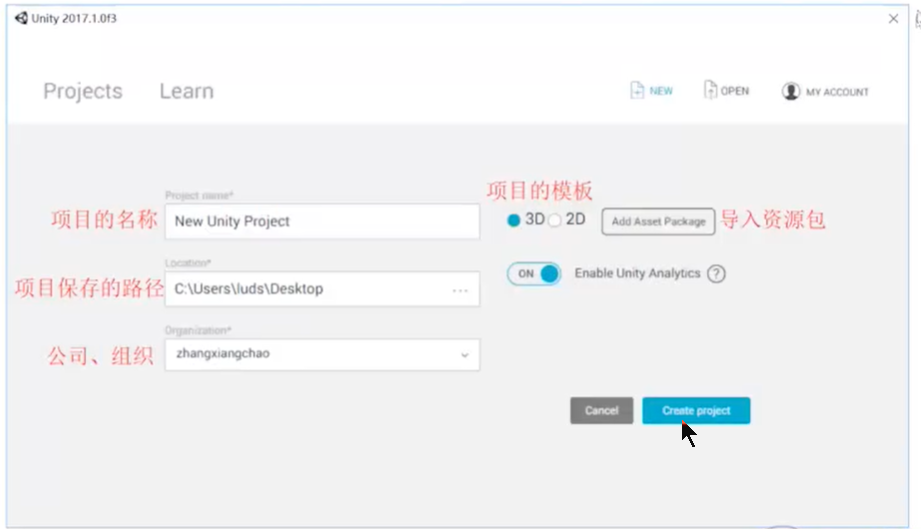 Unity 2017.1.0f3
Projects Learn NEW OPEN MY ACCOUNT
项目的模板
Project name*
项目的名称 New Unity Project 3D 2D Add Asset Package 导入资源包
Location*
项目保存的路径 C:\Users\luds\Desktop ... ON Enable Unity Analytics ?
Organization*
公司、组织 zhangxiangchao
Cancel Create project